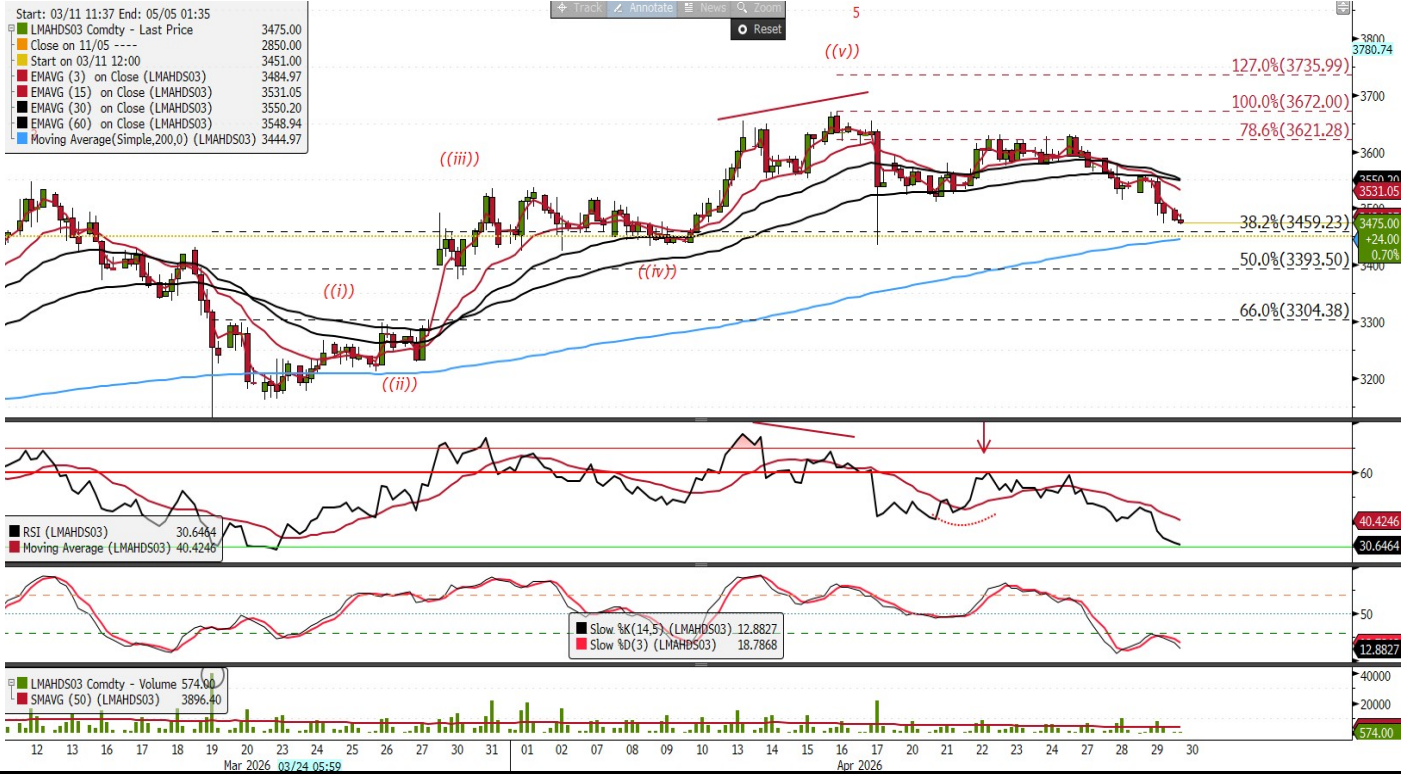 Start: 03/11 11:37 End: 05/05 01:35
LMAHDS03 Comdty - Last Price 3475.00
Close on 11/05 ---- 2850.00
Start on 03/11 12:00 3451.00
EMAVG (3) on Close (LMAHDS03) 3484.97
EMAVG (15) on Close (LMAHDS03) 3531.05
EMAVG (30) on Close (LMAHDS03) 3550.20
EMAVG (60) on Close (LMAHDS03) 3548.94
Moving Average(Simple,200,0) (LMAHDS03) 3444.97
Track Annotate News Zoom
Reset
5
((v))
((iii))
((i))
((iv))
((ii))
127.0%(3735.99)
100.0%(3672.00)
78.6%(3621.28)
38.2%(3459.23)
50.0%(3393.50)
66.0%(3304.38)
3800
3780.74
3700
3600
3550.20
3531.05
3500
3475.00
+24.00
0.70%
3400
3300
3200
RSI (LMAHDS03) 30.6464
Moving Average (LMAHDS03) 40.4246
60
40.4246
30.6464
Slow %K(14,5) (LMAHDS03) 12.8827
Slow %D(3) (LMAHDS03) 18.7868
50
12.8827
LMAHDS03 Comdty - Volume 574.00
SMAVG (50) (LMAHDS03) 3896.40
40000
20000
574.00
12 13 16 17 18 19 20 23 24 25 26 27 30 31 01 02 07 08 09 10 13 14 15 16 17 20 21 22 23 24 27 28 29 30
Mar 2026 03/24 05:59 Apr 2026